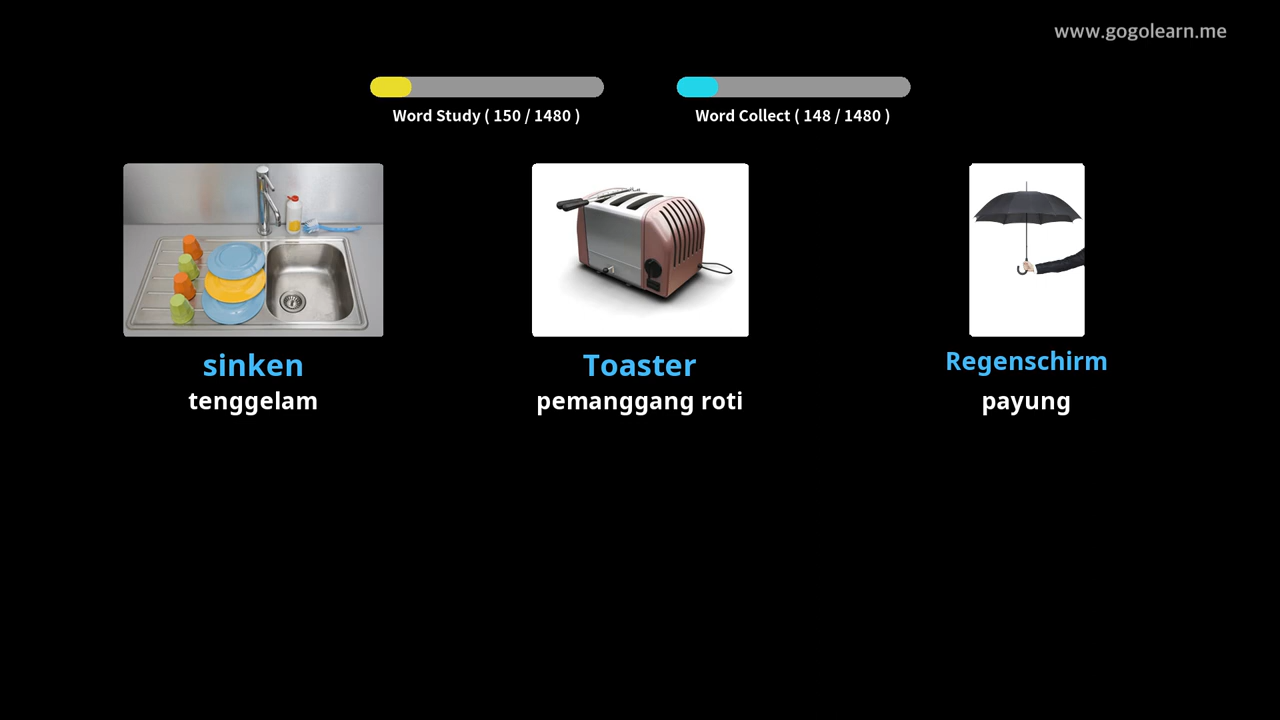 www.gogolearn.me
Word Study ( 150 / 1480 )
Word Collect ( 148 / 1480 )
sinken
tenggelam
Toaster
pemanggang roti
Regenschirm
payung